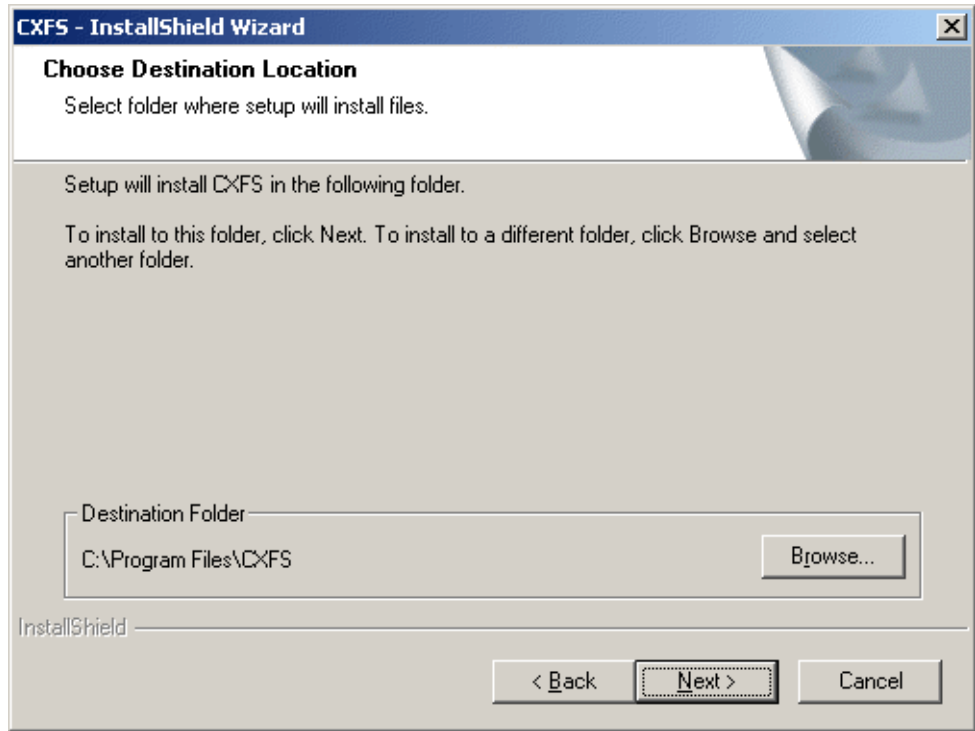 CXFS - InstallShield Wizard
Choose Destination Location
Select folder where setup will install files.
Setup will install CXFS in the following folder.
To install to this folder, click Next. To install to a different folder, click Browse and select
another folder.
Destination Folder
C:\Program Files\CXFS
Browse...
InstallShield
< Back
Next >
Cancel